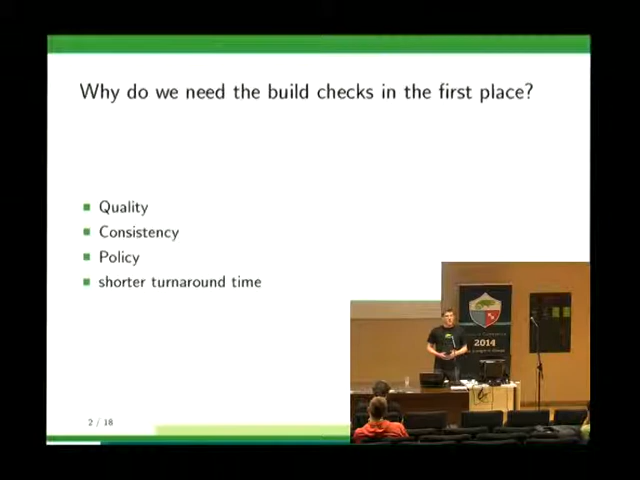 Why do we need the build checks in the first place?
Quality
Consistency
Policy
shorter turnaround time
2014
2 / 18